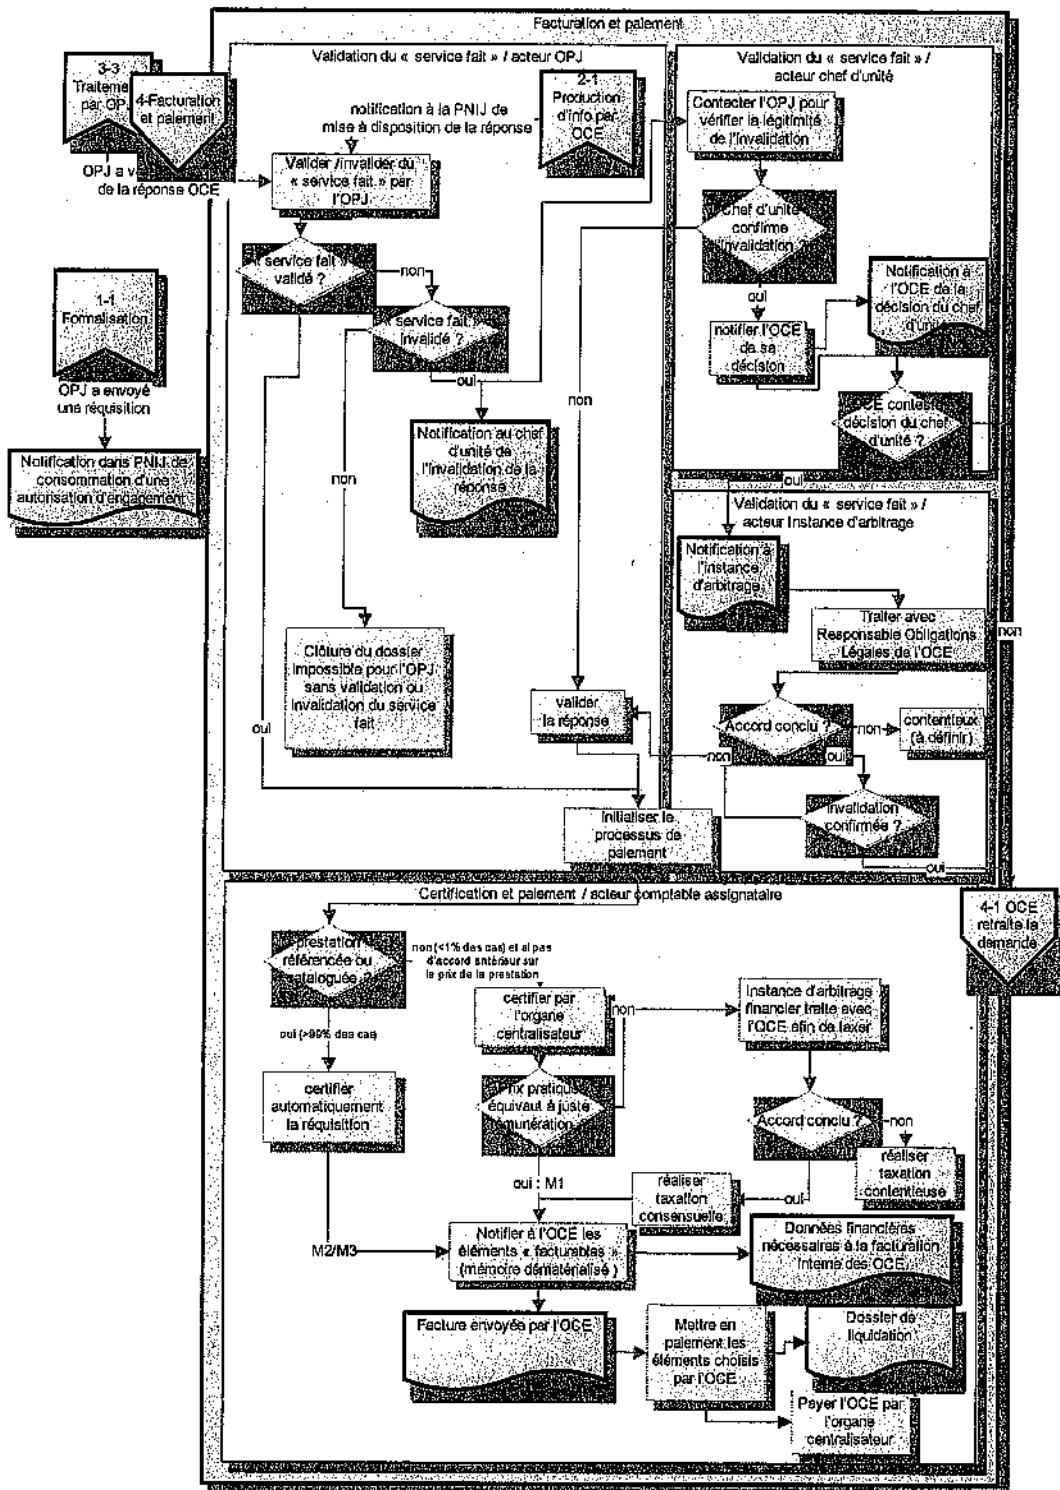 Facturation et paiement
Validation du « service fait » / acteur OPJ
Validation du « service fait » /
acteur chef d'unité
3-3
Traiteme
par OPJ
4-Facturation
et paiement
OPJ a v
de la réponse OCE
notification à la PNIJ de
mise à disposition de la réponse
2-1
Production
d'info par
OCE
Contacter l'OPJ pour
vérifier la légitimité
de l'invalidation
Valider /invalider du
« service fait » par
l'OPJ
Chef d'unité
confirme
l'invalidation ?
« service fait »
validé ?
non
oui
Notification à
l'OCE de la
décision du chef
d'unité
1-1
Formalisation
« service fait »
invalidé ?
notifier l'OCE
de sa
décision
OPJ a envoyé
une réquisition
oui
non
OCE conteste
décision du chef
d'unité ?
Notification dans PNIJ de
consommation d'une
autorisation d'engagement
Notification au chef
d'unité de
l'invalidation de la
réponse
non
oui
Validation du « service fait » /
acteur Instance d'arbitrage
Notification à
l'instance
d'arbitrage
Traiter avec
Responsable Obligations
Légales de l'OCE
non
Clôture du dossier
impossible pour l'OPJ
sans validation ou
invalidation du service
fait
valider
la réponse
oui
Accord conclu ?
non
contentieux
(à définir)
non
oui
Invalidation
confirmée ?
Initialiser le
processus de
paiement
oui
Certification et paiement / acteur comptable assignataire
4-1 OCE
retraite la
demande
prestation
référencée ou
cataloguée ?
non (<1% des cas) et si pas
d'accord antérieur sur
le prix de la prestation
certifier par
l'organe
centralisateur
non
Instance d'arbitrage
financier traite avec
l'OCE afin de taxer
oui (>99% des cas)
certifier
automatiquement
la réquisition
Prix pratiqué
équivaut à juste
rémunération
Accord conclu ?
non
réaliser
taxation
contentieuse
oui : M1
réaliser
taxation
consensuelle
oui
M2/M3
Notifier à l'OCE les
éléments « facturables »
(mémoire dématérialisé )
Données financières
nécessaires à la facturation
interne des OCE
Facture envoyée par l'OCE
Mettre en
paiement les
éléments choisis
par l'OCE
Dossier de
liquidation
Payer l'OCE par
l'organe
centralisateur